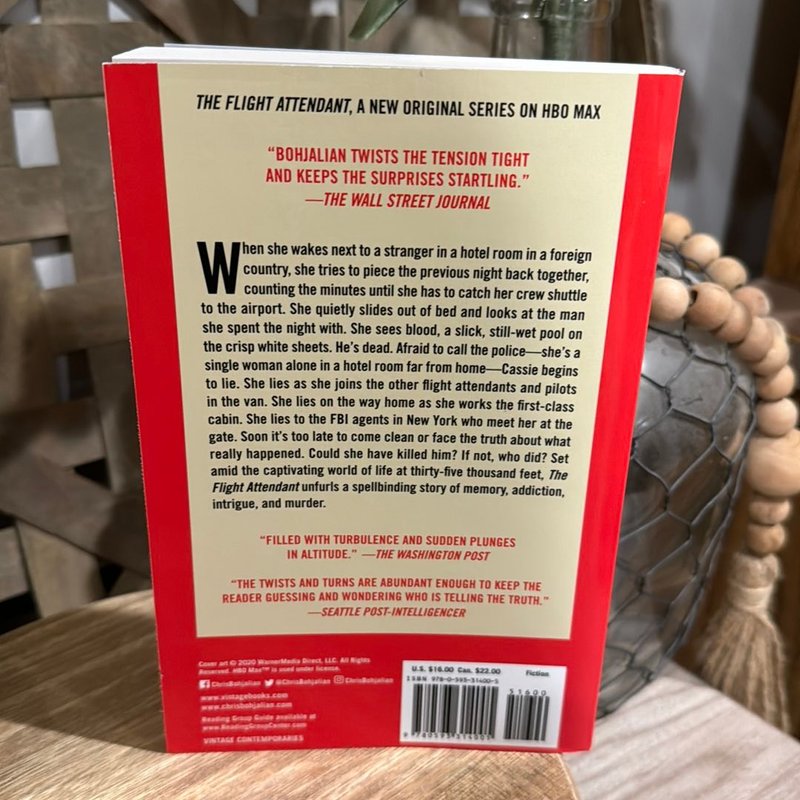 THE FLIGHT ATTENDANT, A NEW ORIGINAL SERIES ON HBO MAX
“BOHJALIAN TWISTS THE TENSION TIGHT
AND KEEPS THE SURPRISES STARTLING.”
—THE WALL STREET JOURNAL
When she wakes next to a stranger in a hotel room in a foreign
country, she tries to piece the previous night back together,
counting the minutes until she has to catch her crew shuttle
to the airport. She quietly slides out of bed and looks at the man
she spent the night with. She sees blood, a slick, still-wet pool on
the crisp white sheets. He’s dead. Afraid to call the police—she’s a
single woman alone in a hotel room far from home—Cassie begins
to lie. She lies as she joins the other flight attendants and pilots
in the van. She lies on the way home as she works the first-class
cabin. She lies to the FBI agents in New York who meet her at the
gate. Soon it’s too late to come clean or face the truth about what
really happened. Could she have killed him? If not, who did? Set
amid the captivating world of life at thirty-five thousand feet, The
Flight Attendant unfurls a spellbinding story of memory, addiction,
intrigue, and murder.
“FILLED WITH TURBULENCE AND SUDDEN PLUNGES
IN ALTITUDE.” —THE WASHINGTON POST
“THE TWISTS AND TURNS ARE ABUNDANT ENOUGH TO KEEP THE
READER GUESSING AND WONDERING WHO IS TELLING THE TRUTH.”
—SEATTLE POST-INTELLIGENCER
Cover art © 2020 WarnerMedia Direct, LLC. All Rights
Reserved. HBO Max™ is used under license.
ChrisBohjalian @ChrisBohjalian ChrisBohjalian
www.vintagebooks.com
www.chrisbohjalian.com
Reading Group Guide available at
www.ReadingGroupCenter.com
VINTAGE CONTEMPORARIES
U.S. $16.00 Can. $22.00 Fiction
ISBN 978-0-593-31400-5
51600
9 780593 314005